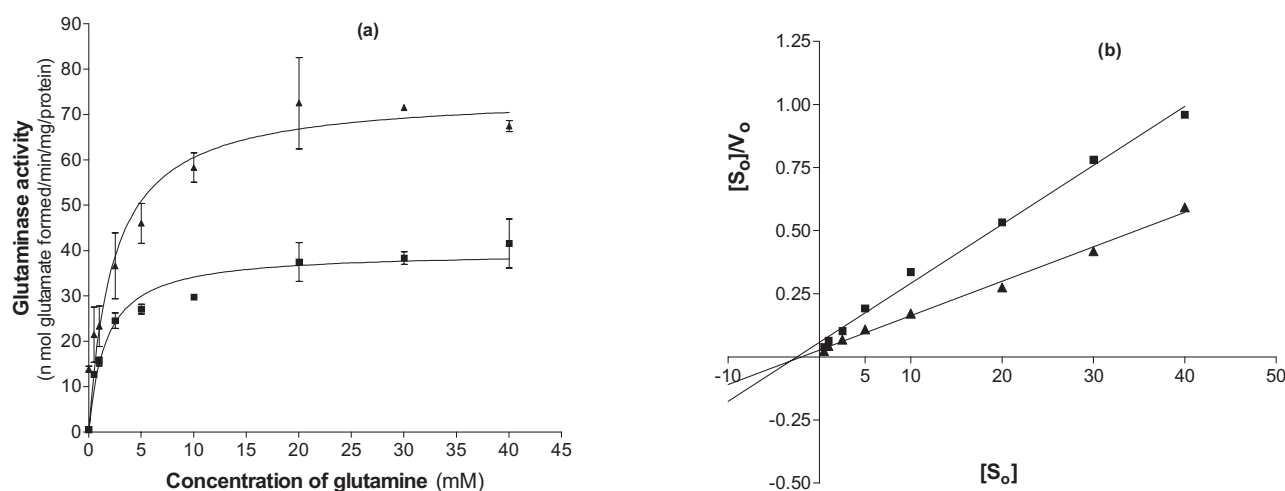 (a)
90
80
70
60
50
40
30
20
10
0
Glutaminase activity
(n mol glutamate formed/min/mg/protein)
0 5 10 15 20 25 30 35 40 45
Concentration of glutamine (mM)
(b)
1.25
1.00
0.75
0.50
0.25
-0.25
-0.50
[So]/Vo
-10 5 10 20 30 40 50
[So]